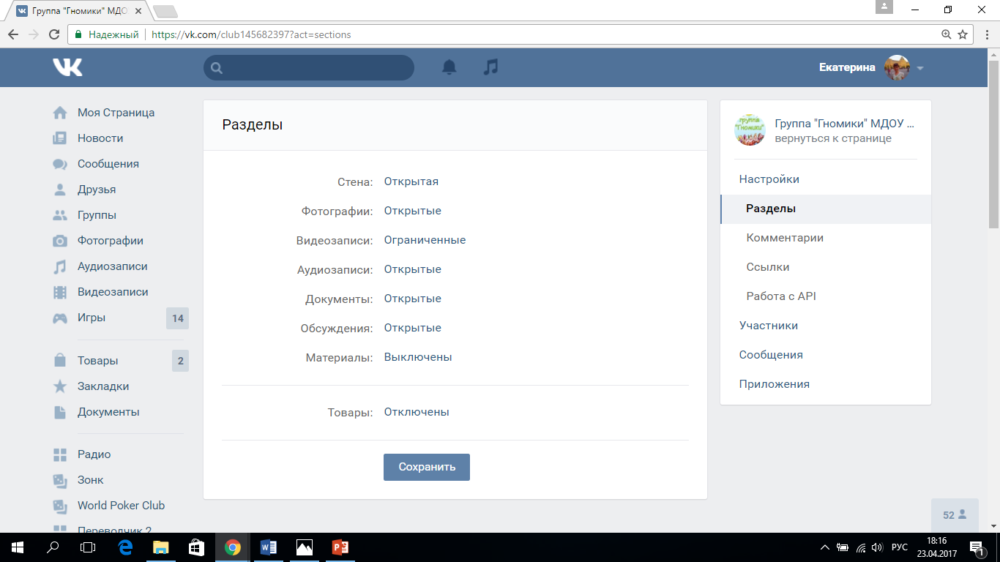 Группа "Гномики" МДО
Надежный
https://vk.com/club145682397?act=sections
Екатерина
Моя Страница
Новости
Сообщения
Друзья
Группы
Фотографии
Аудиозаписи
Видеозаписи
Игры 14
Товары 2
Закладки
Документы
Радио
Зонк
World Poker Club
Переводчик 2
Разделы
Стена: Открытая
Фотографии: Открытые
Видеозаписи: Ограниченные
Аудиозаписи: Открытые
Документы: Открытые
Обсуждения: Открытые
Материалы: Выключены
Товары: Отключены
Сохранить
группа
"Гномики"
Группа "Гномики" МДОУ ...
вернуться к странице
Настройки
Разделы
Комментарии
Ссылки
Работа с API
Участники
Сообщения
Приложения
52
РУС
18:16
23.04.2017
1